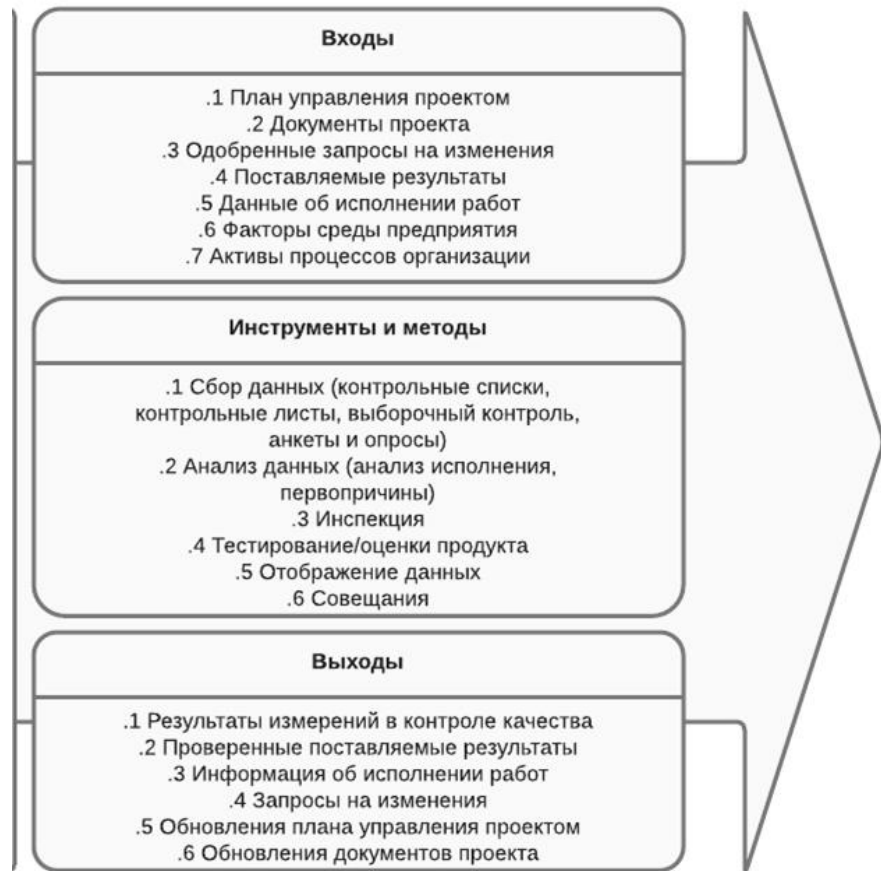 Входы
.1 План управления проектом
.2 Документы проекта
.3 Одобренные запросы на изменения
.4 Поставляемые результаты
.5 Данные об исполнении работ
.6 Факторы среды предприятия
.7 Активы процессов организации
Инструменты и методы
.1 Сбор данных (контрольные списки,
контрольные листы, выборочный контроль,
анкеты и опросы)
.2 Анализ данных (анализ исполнения,
первопричины)
.3 Инспекция
.4 Тестирование/оценки продукта
.5 Отображение данных
.6 Совещания
Выходы
.1 Результаты измерений в контроле качества
.2 Проверенные поставляемые результаты
.3 Информация об исполнении работ
.4 Запросы на изменения
.5 Обновления плана управления проектом
.6 Обновления документов проекта